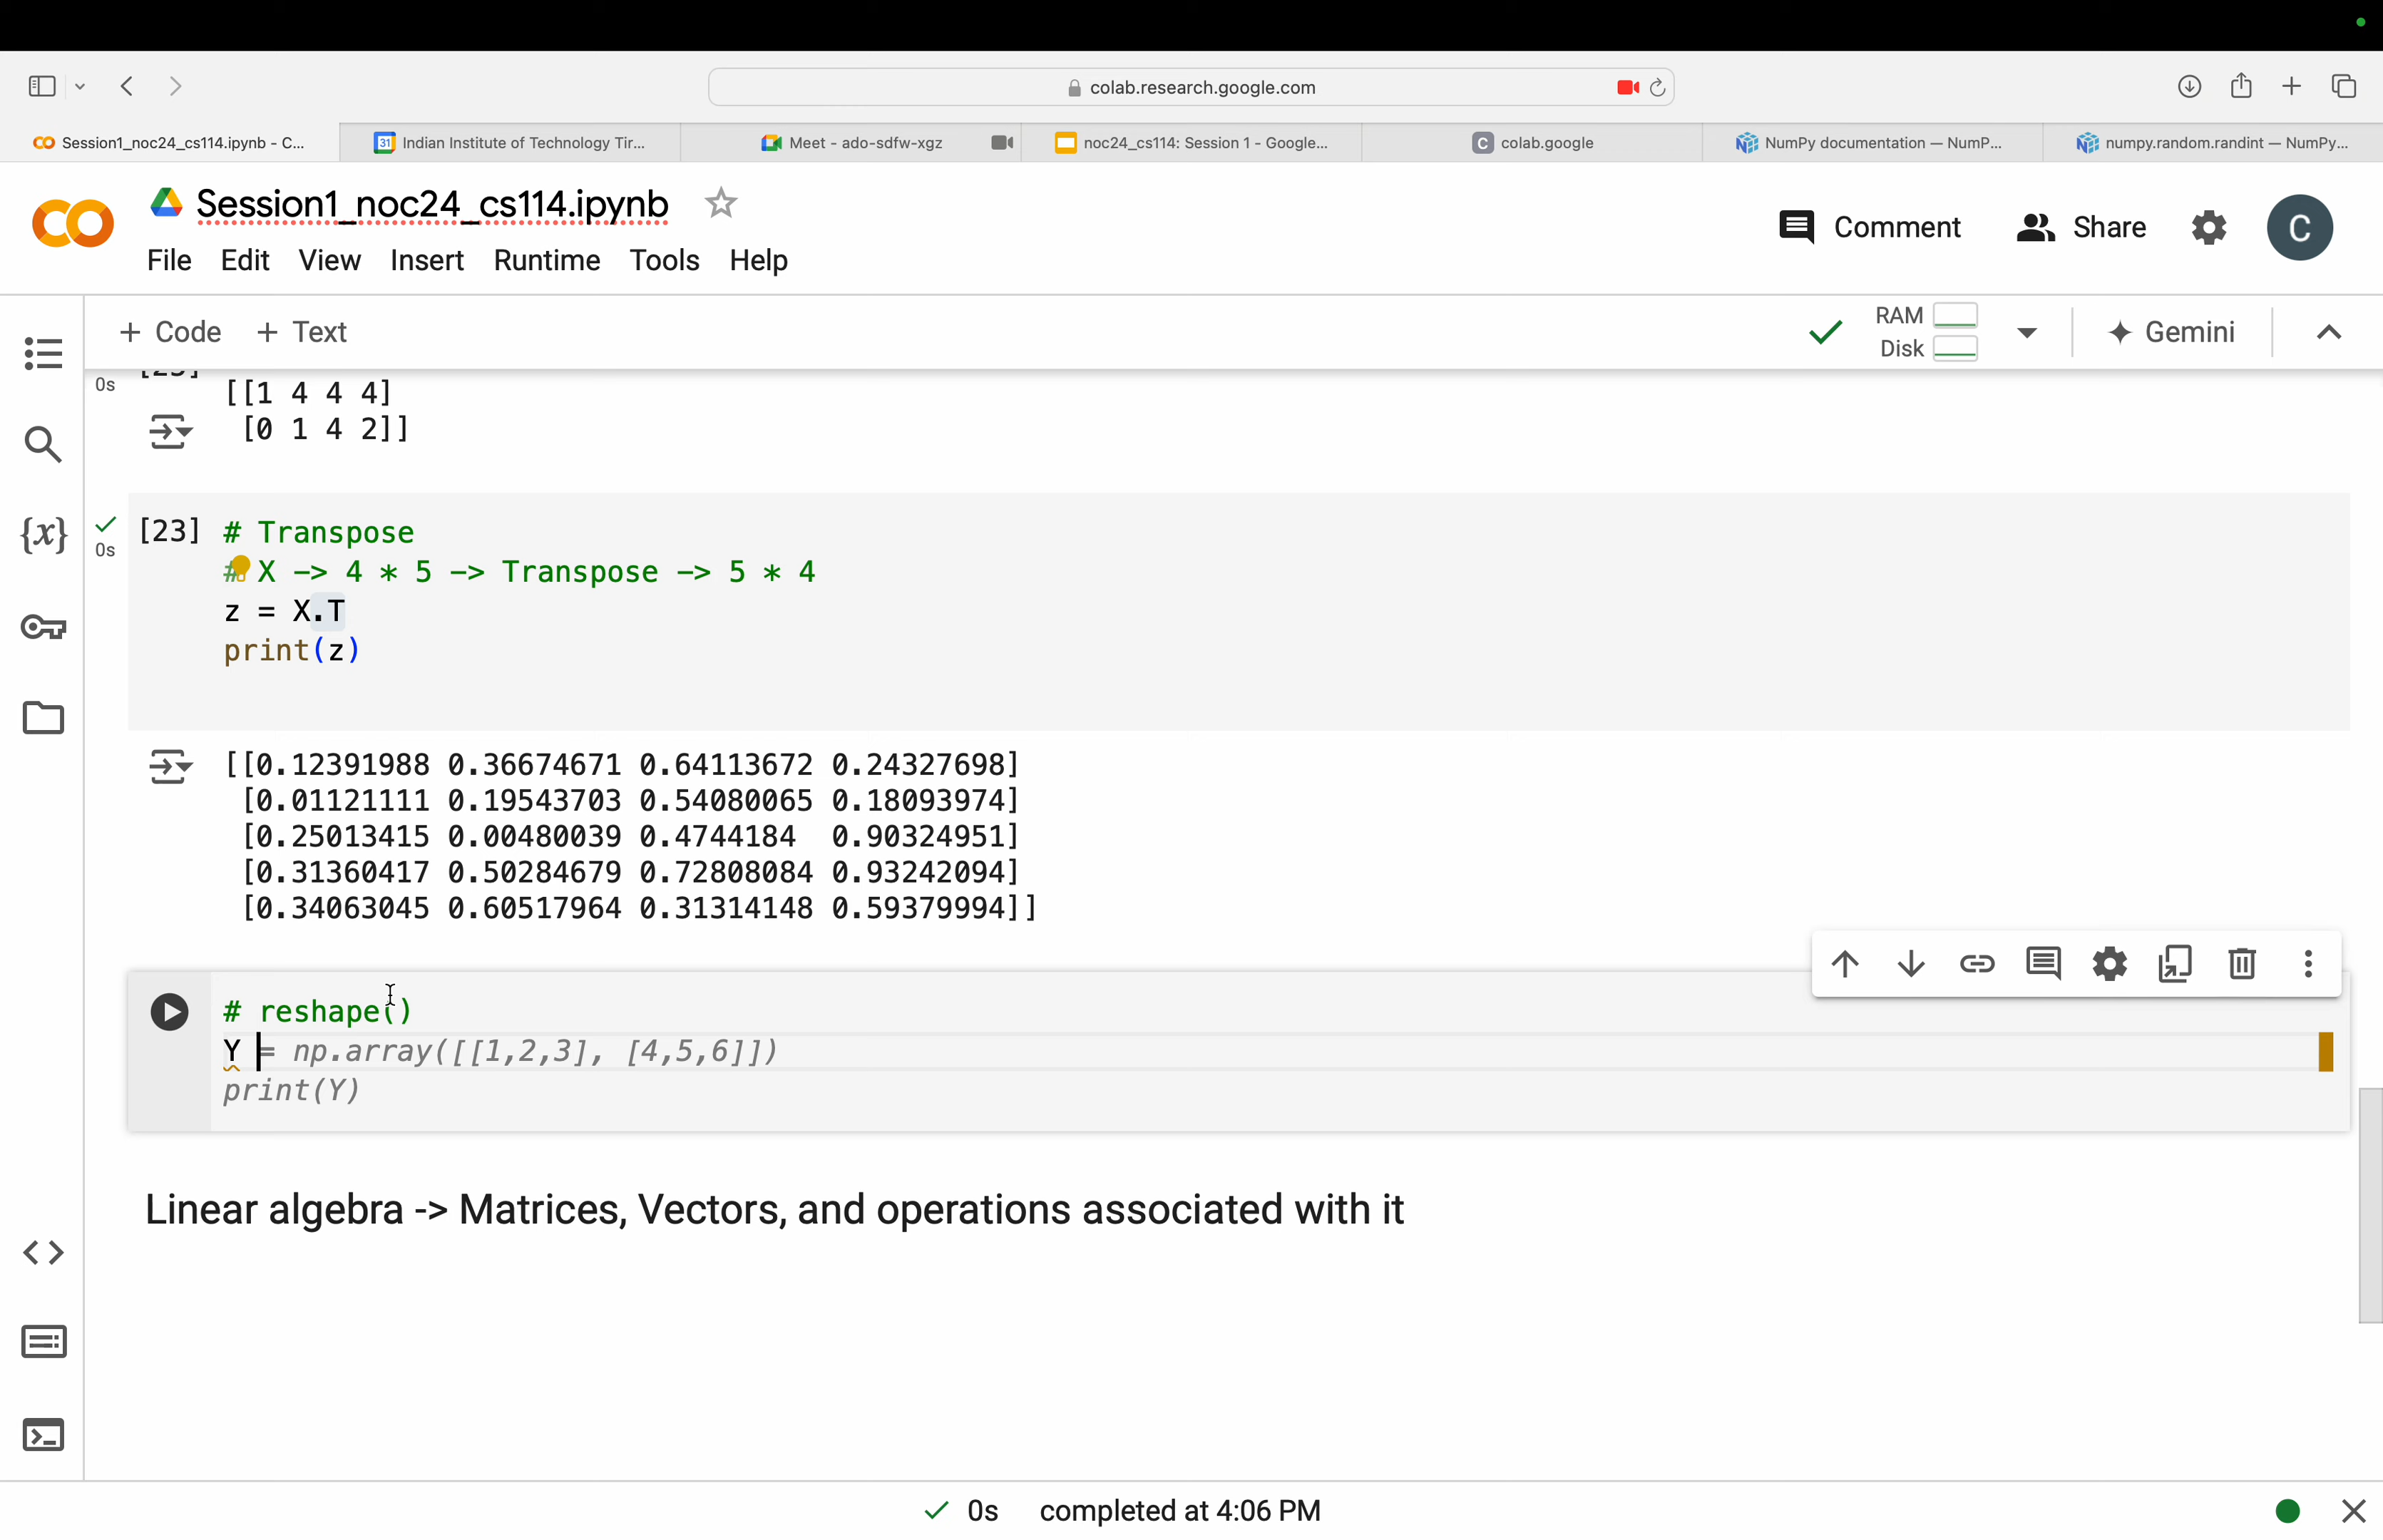 colab.research.google.com
Session1_noc24_cs114.ipynb - C...
31 Indian Institute of Technology Tir...
Meet - ado-sdfw-xgz
noc24_cs114: Session 1 - Google...
C colab.google
NumPy documentation — NumP...
numpy.random.randint — NumPy...
Session1_noc24_cs114.ipynb
Comment
Share
C
File Edit View Insert Runtime Tools Help
+ Code + Text
RAM
Disk
Gemini
0s
[[1 4 4 4]
[0 1 4 2]]
[23] # Transpose
0s
# X -> 4 * 5 -> Transpose -> 5 * 4
z = X.T
print(z)
[[0.12391988 0.36674671 0.64113672 0.24327698]
[0.01121111 0.19543703 0.54080065 0.18093974]
[0.25013415 0.00480039 0.4744184 0.90324951]
[0.31360417 0.50284679 0.72808084 0.93242094]
[0.34063045 0.60517964 0.31314148 0.59379994]]
# reshape()
Y = np.array([[1,2,3], [4,5,6]])
print(Y)
Linear algebra -> Matrices, Vectors, and operations associated with it
0s completed at 4:06 PM